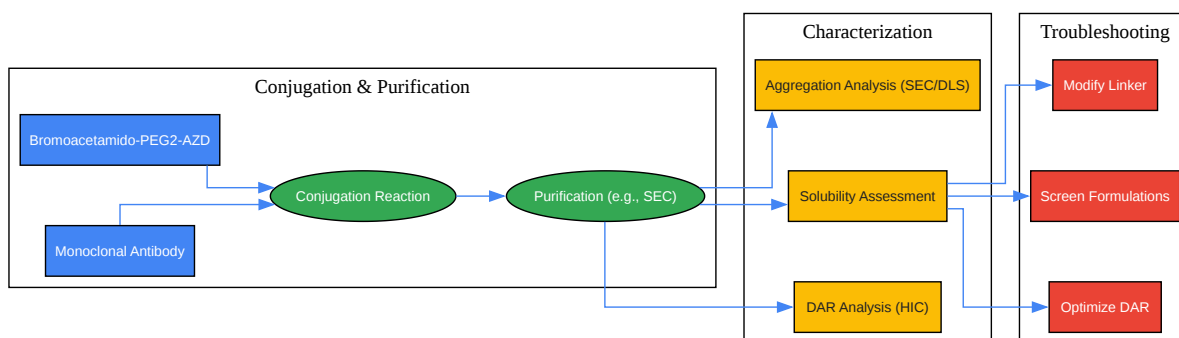 Conjugation & Purification
Bromoacetamido-PEG2-AZD
Monoclonal Antibody
Conjugation Reaction
Purification (e.g., SEC)
Characterization
Aggregation Analysis (SEC/DLS)
Solubility Assessment
DAR Analysis (HIC)
Troubleshooting
Modify Linker
Screen Formulations
Optimize DAR